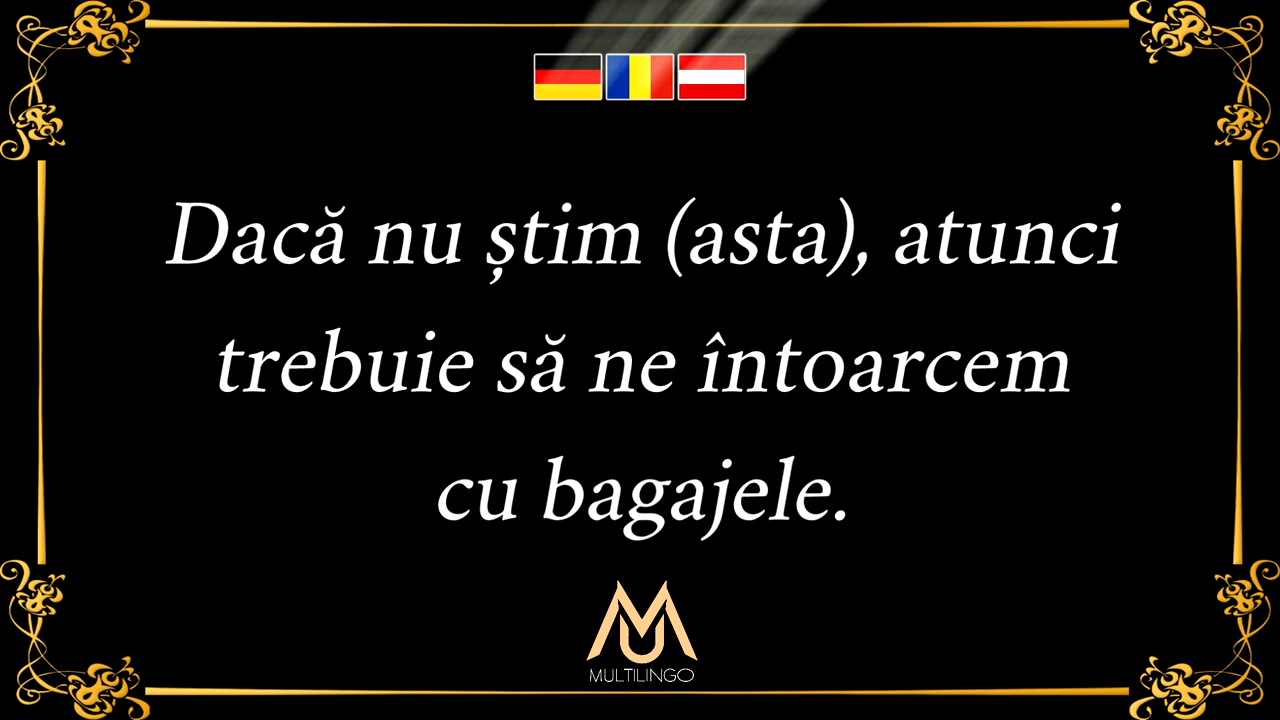 Dacă nu știm (asta), atunci
trebuie să ne întoarcem
cu bagajele.
MULTILINGO